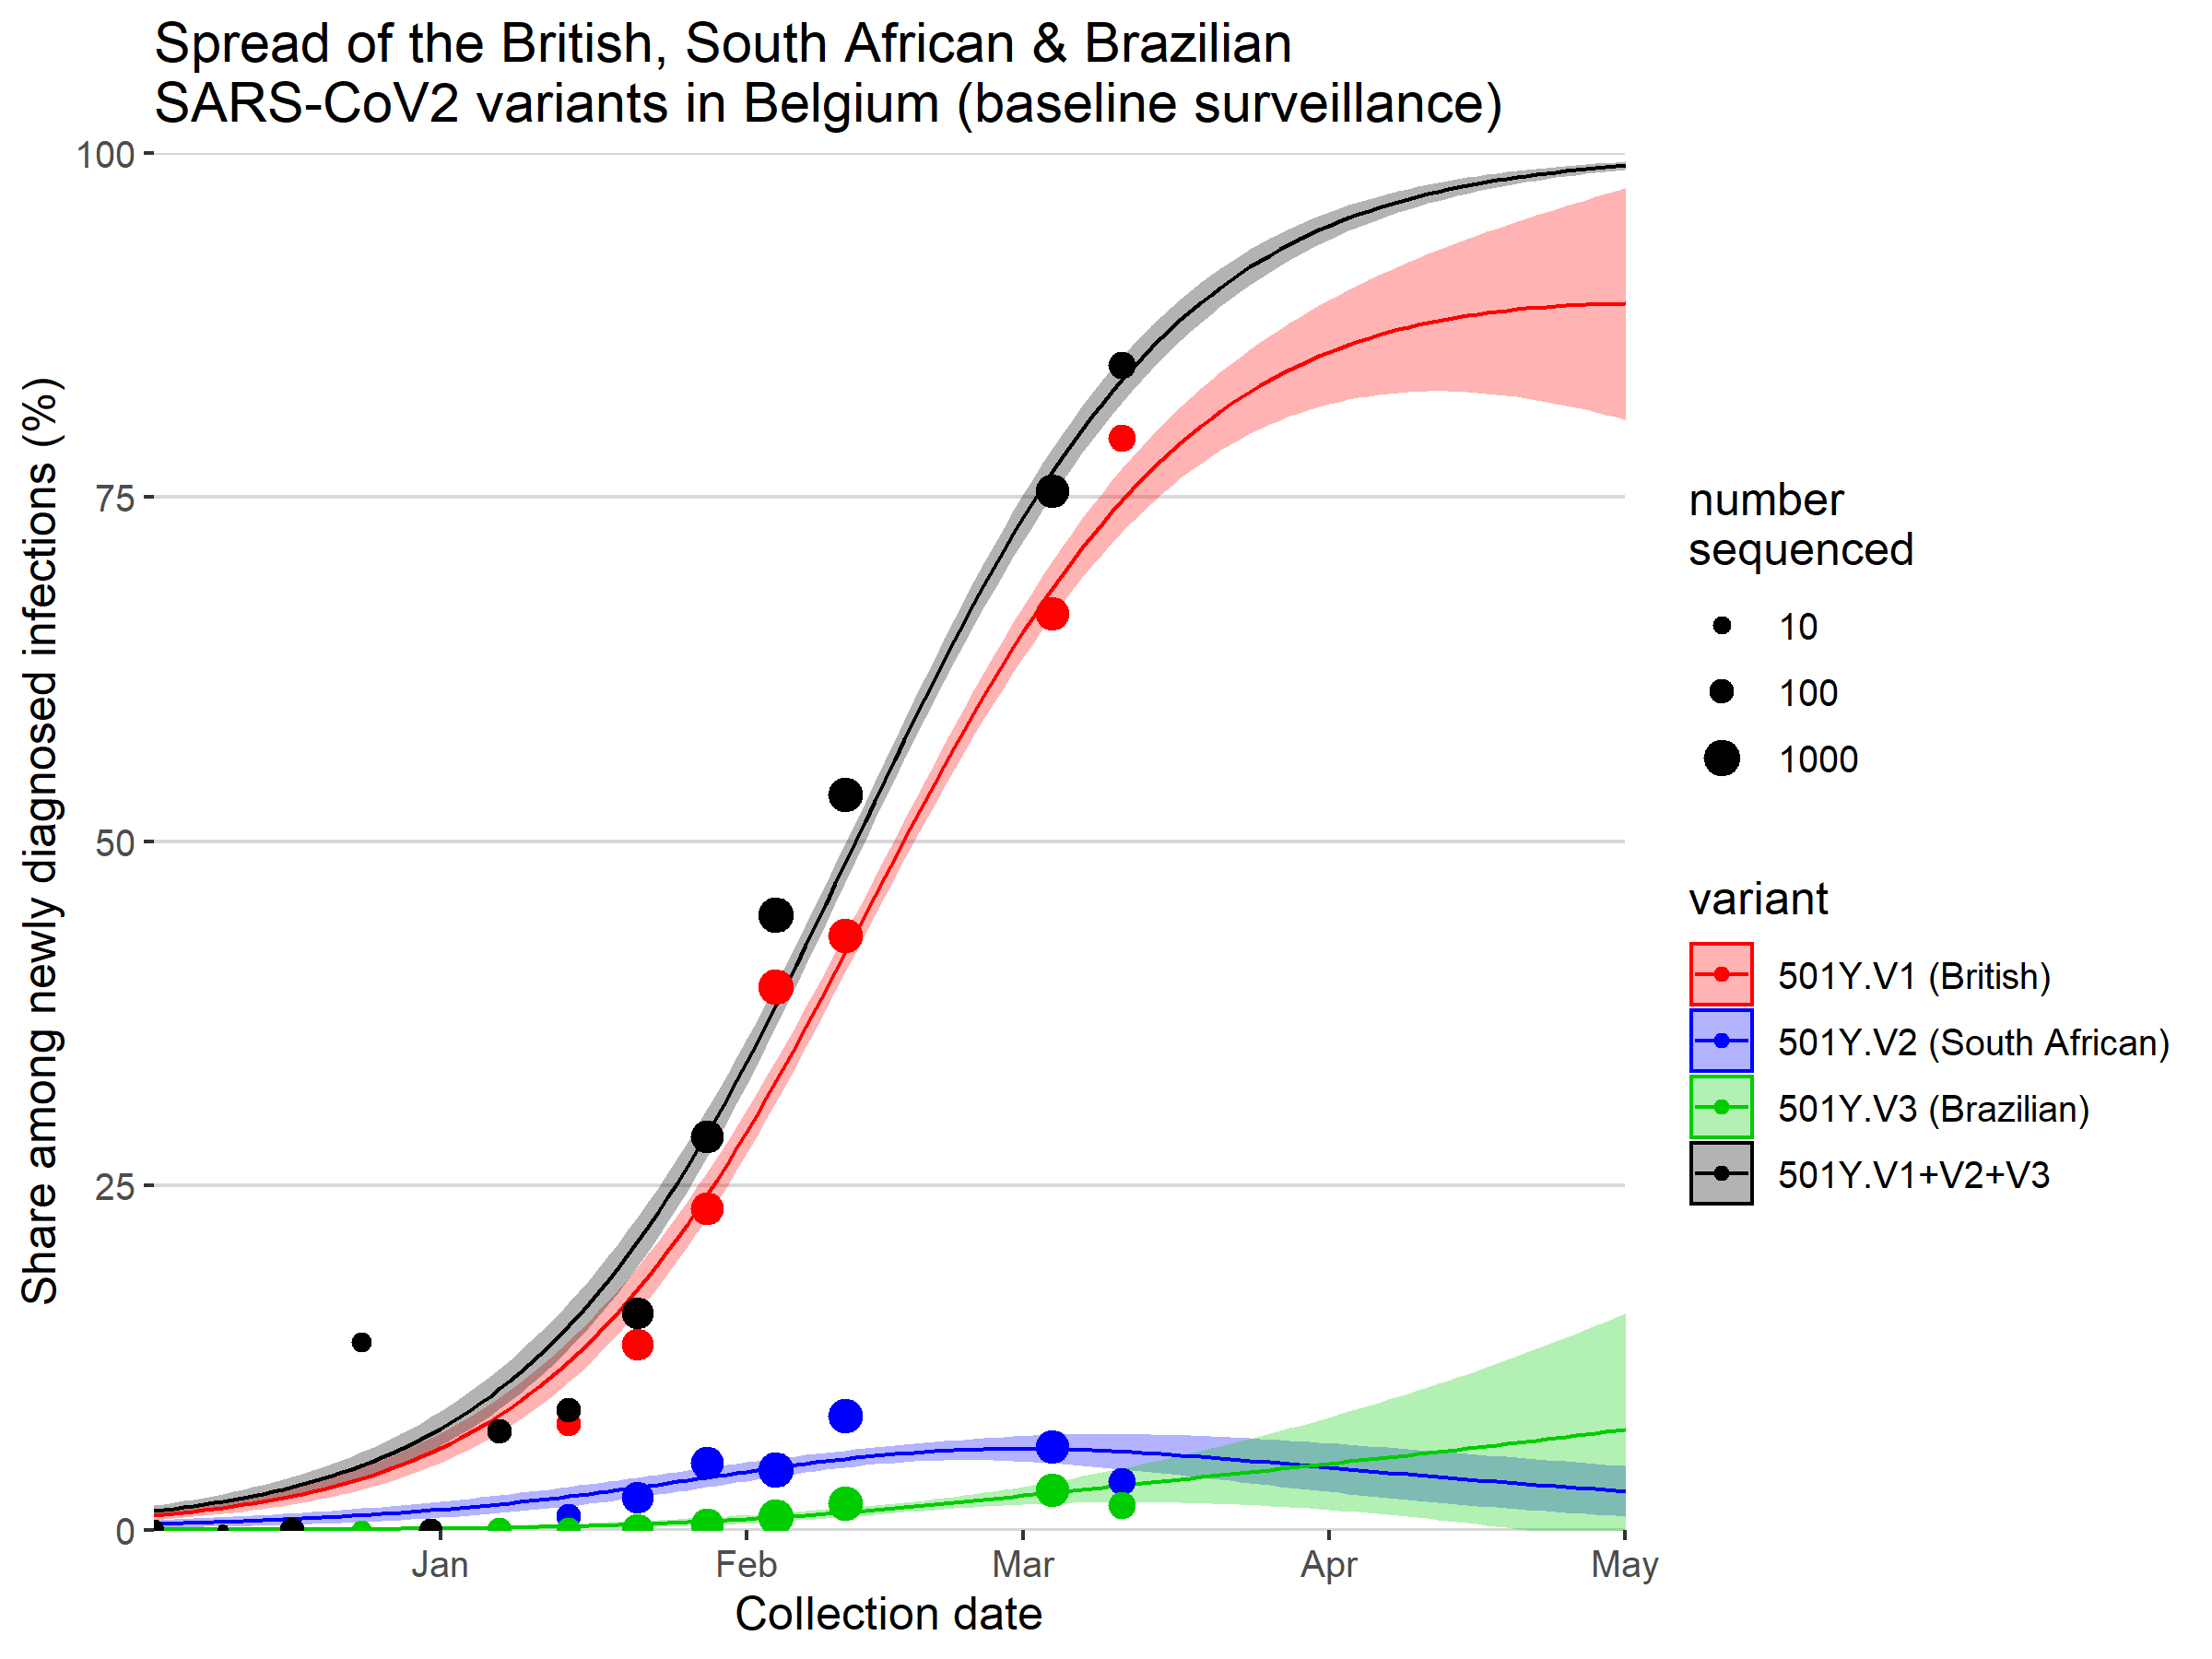 Spread of the British, South African & Brazilian
SARS-CoV2 variants in Belgium (baseline surveillance)
Share among newly diagnosed infections (%)
100
75
50
25
0
Jan
Feb
Mar
Apr
May
Collection date
number
sequenced
10
100
1000
variant
501Y.V1 (British)
501Y.V2 (South African)
501Y.V3 (Brazilian)
501Y.V1+V2+V3